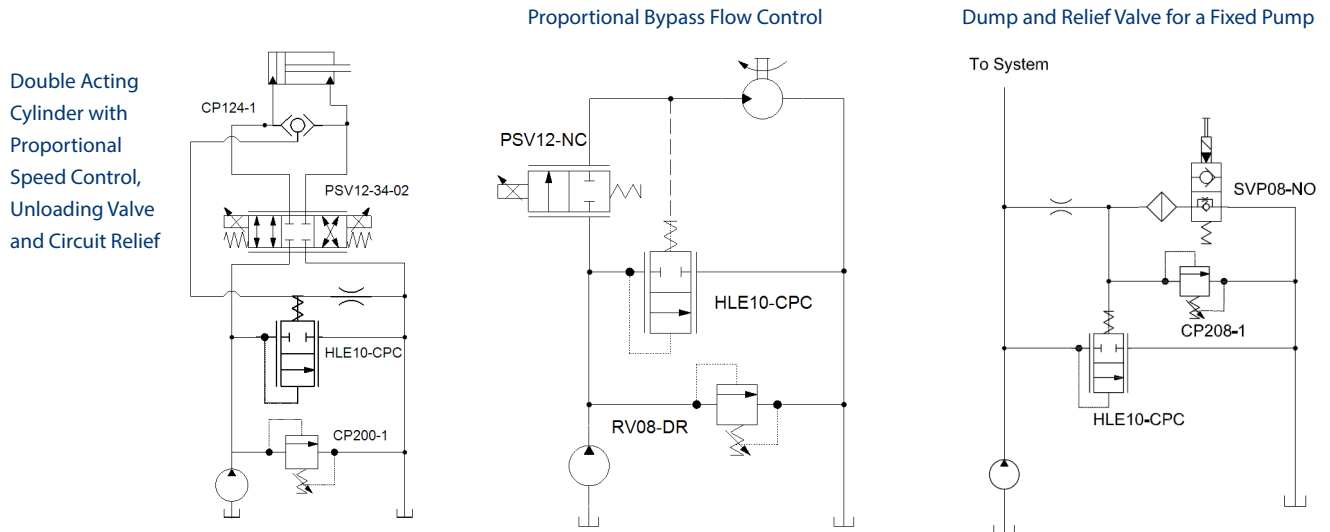 Double Acting
Cylinder with
Proportional
Speed Control,
Unloading Valve
and Circuit Relief
CP124-1
PSV12-34-02
HLE10-CPC
CP200-1
Proportional Bypass Flow Control
PSV12-NC
HLE10-CPC
RV08-DR
Dump and Relief Valve for a Fixed Pump
To System
SVP08-NO
CP208-1
HLE10-CPC